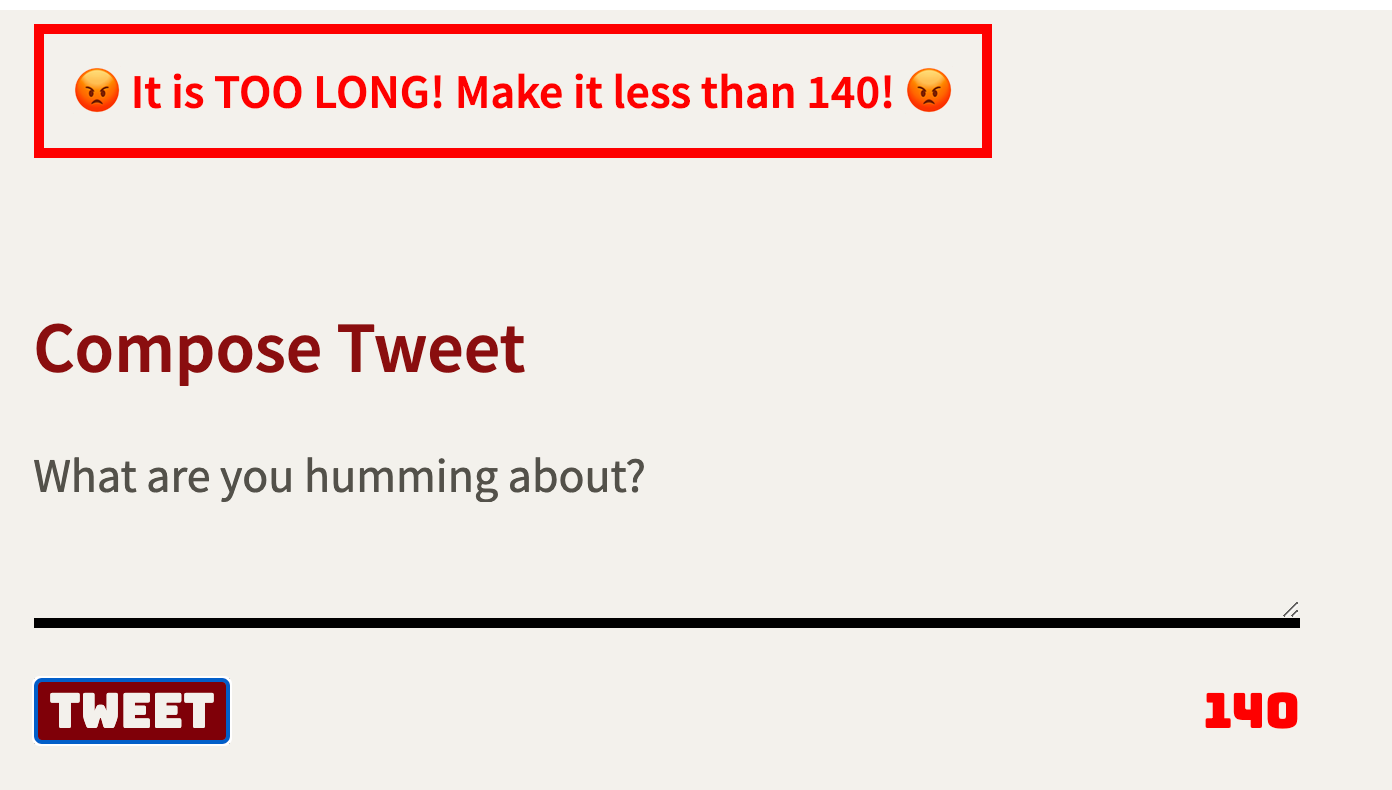 😡 It is TOO LONG! Make it less than 140! 😡
Compose Tweet
What are you humming about?
TWEET
140